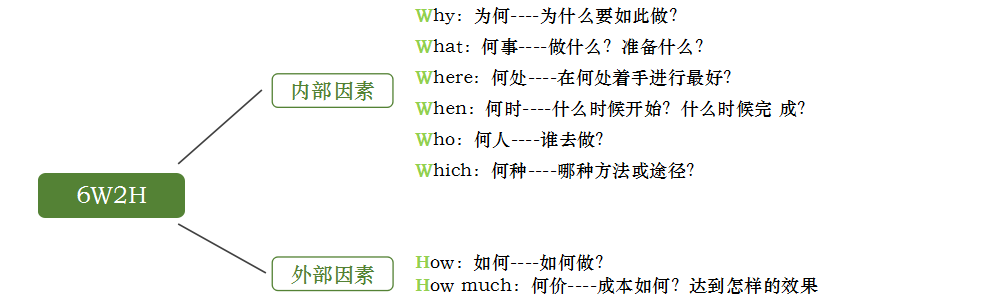 Why：为何----为什么要如此做？
What：何事----做什么？准备什么？
内部因素
Where：何处----在何处着手进行最好？
When：何时----什么时候开始？什么时候完 成？
Who：何人----谁去做？
Which：何种----哪种方法或途径？
6W2H
外部因素
How：如何----如何做？
How much：何价----成本如何？达到怎样的效果